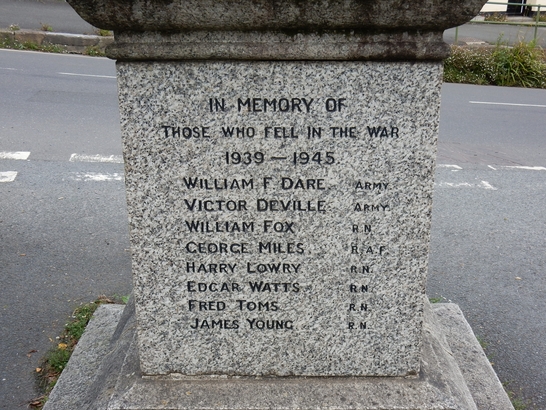 IN MEMORY OF
THOSE WHO FELL IN THE WAR
1939 — 1945.
WILLIAM F. DARE. ARMY.
VICTOR DEVILLE. ARMY.
WILLIAM FOX. R.N.
GEORGE MILES. R.A.F.
HARRY LOWRY R.N.
EDGAR WATTS R.N.
FRED TOMS. R.N.
JAMES YOUNG. R.N.